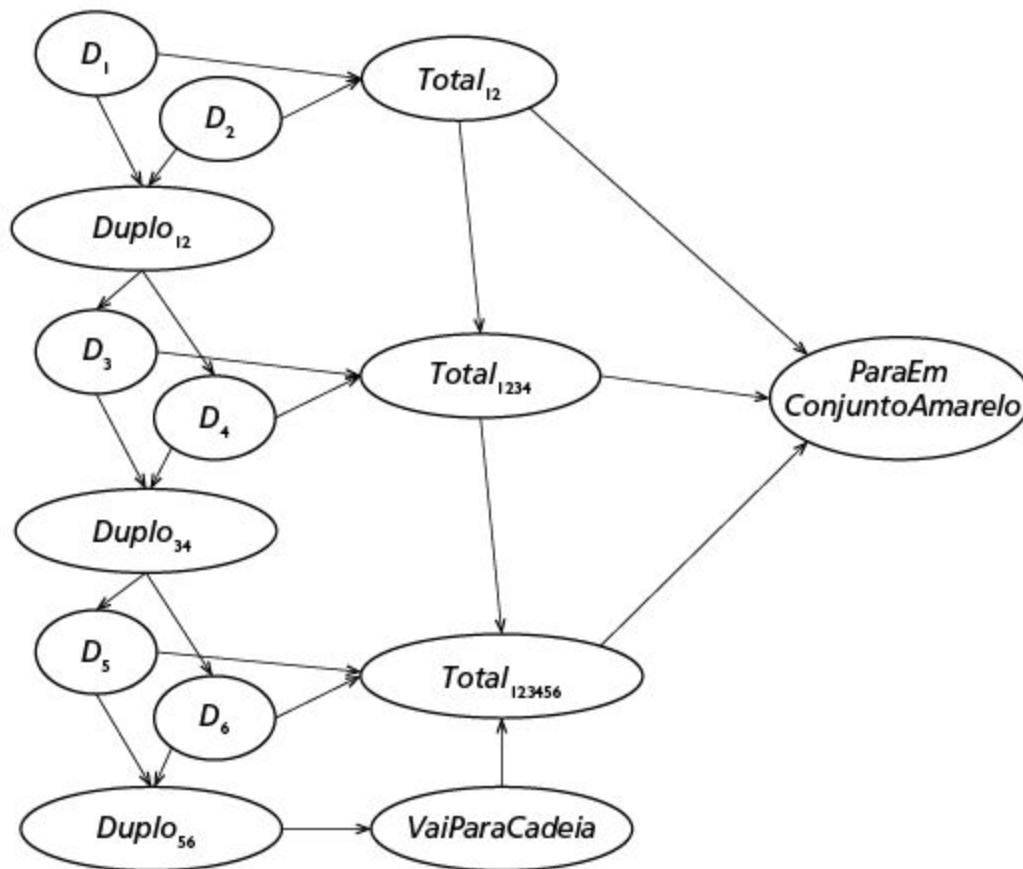 D₁
Total₁₂
D₂
Duplo₁₂
D₃
Total₁₂₃₄
ParaEm
ConjuntoAmarelo
D₄
Duplo₃₄
D₅
Total₁₂₃₄₅₆
D₆
Duplo₅₆
VaiParaCadeia